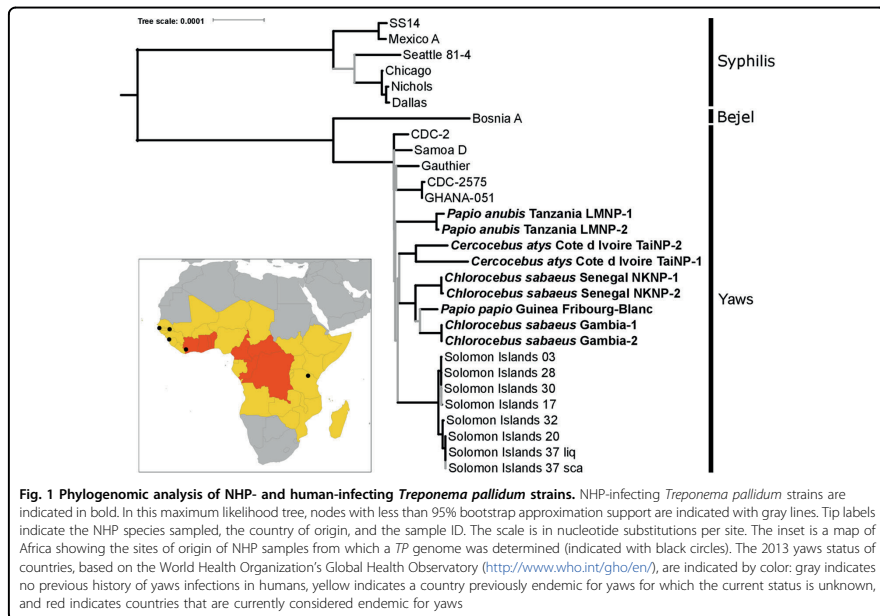 Tree scale: 0.0001
SS14
Mexico A
Seattle 81-4
Chicago
Nichols
Dallas
Syphilis
Bosnia A
Bejel
CDC-2
Samoa D
Gauthier
CDC-2575
GHANA-051
Papio anubis Tanzania LMNP-1
Papio anubis Tanzania LMNP-2
Cercocebus atys Cote d Ivoire TaiNP-2
Cercocebus atys Cote d Ivoire TaiNP-1
Chlorocebus sabaeus Senegal NKNP-1
Chlorocebus sabaeus Senegal NKNP-2
Papio papio Guinea Fribourg-Blanc
Chlorocebus sabaeus Gambia-1
Chlorocebus sabaeus Gambia-2
Yaws
Solomon Islands 03
Solomon Islands 28
Solomon Islands 30
Solomon Islands 17
Solomon Islands 32
Solomon Islands 20
Solomon Islands 37 liq
Solomon Islands 37 sca
Fig. 1 Phylogenomic analysis of NHP- and human-infecting Treponema pallidum strains. NHP-infecting Treponema pallidum strains are
indicated in bold. In this maximum likelihood tree, nodes with less than 95% bootstrap approximation support are indicated with gray lines. Tip labels
indicate the NHP species sampled, the country of origin, and the sample ID. The scale is in nucleotide substitutions per site. The inset is a map of
Africa showing the sites of origin of NHP samples from which a TP genome was determined (indicated with black circles). The 2013 yaws status of
countries, based on the World Health Organization's Global Health Observatory (http://www.who.int/gho/en/), are indicated by color: gray indicates
no previous history of yaws infections in humans, yellow indicates a country previously endemic for yaws for which the current status is unknown,
and red indicates countries that are currently considered endemic for yaws